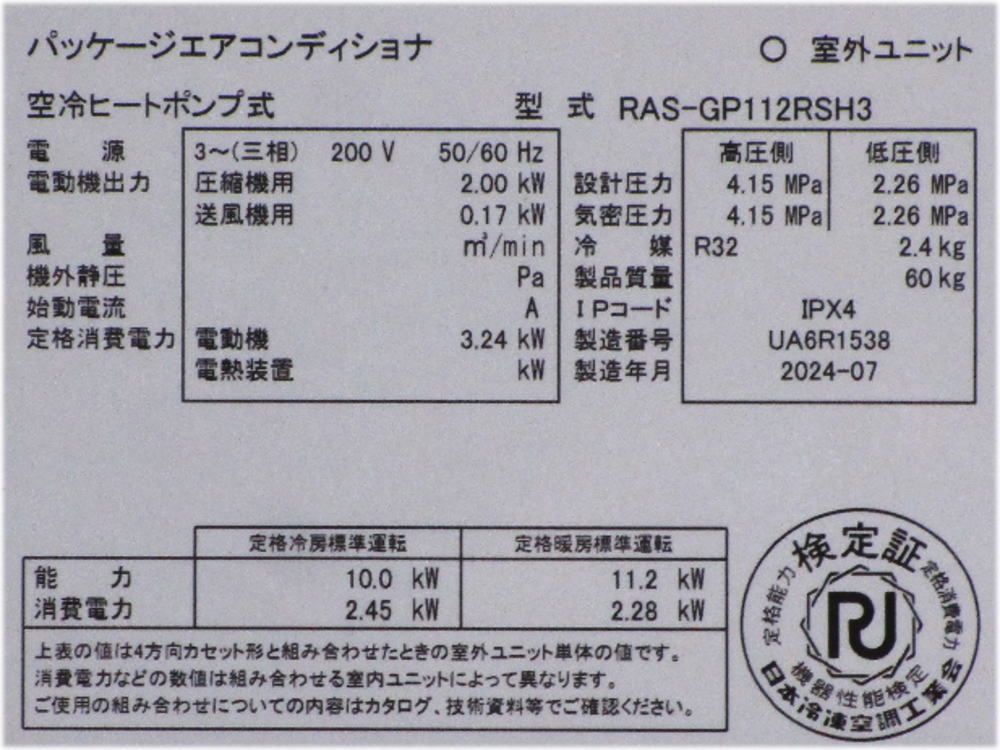 パッケージエアコンディショナ ○ 室外ユニット
空冷ヒートポンプ式 型 式 RAS-GP112RSH3
電 源 3～(三相) 200 V 50/60 Hz 高圧側 低圧側
電動機出力 圧縮機用 2.00 kW 設計圧力 4.15 MPa 2.26 MPa
送風機用 0.17 kW 気密圧力 4.15 MPa 2.26 MPa
風 量 m³/min 冷 媒 R32 2.4 kg
機外静圧 Pa 製品質量 60 kg
始動電流 A IPコード IPX4
定格消費電力 電動機 3.24 kW 製造番号 UA6R1538
電熱装置 kW 製造年月 2024-07
定格冷房標準運転 定格暖房標準運転
能 力 10.0 kW 11.2 kW
消費電力 2.45 kW 2.28 kW
上表の値は4方向カセット形と組み合わせたときの室外ユニット単体の値です。
消費電力などの数値は組み合わせる室内ユニットによって異なります。
ご使用の組み合わせについての内容はカタログ、技術資料等でご確認ください。
検定証
定格能力
定格消費電力
RJ
機器性能検定
日本冷凍空調工業会